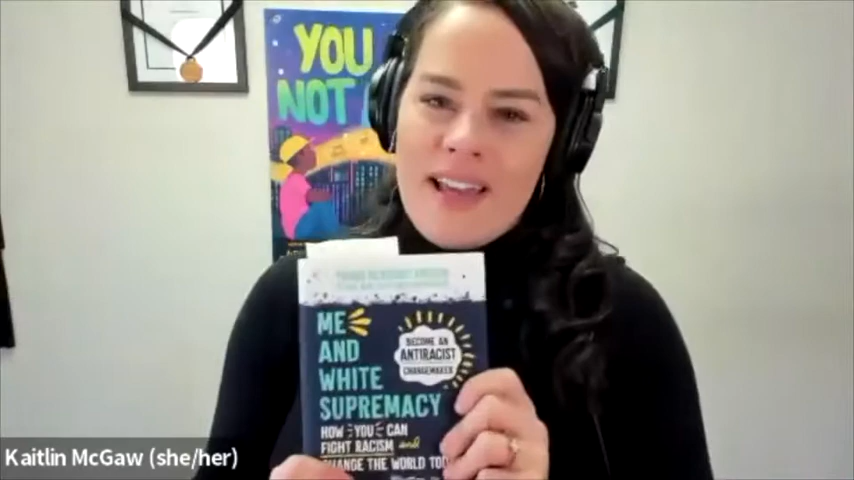 YOU
NOT
ME
AND
WHITE
SUPREMACY
BECOME AN
ANTIRACIST
CHANGEMAKER
HOW YOU CAN
FIGHT RACISM and
CHANGE THE WORLD TOO
Kaitlin McGaw (she/her)